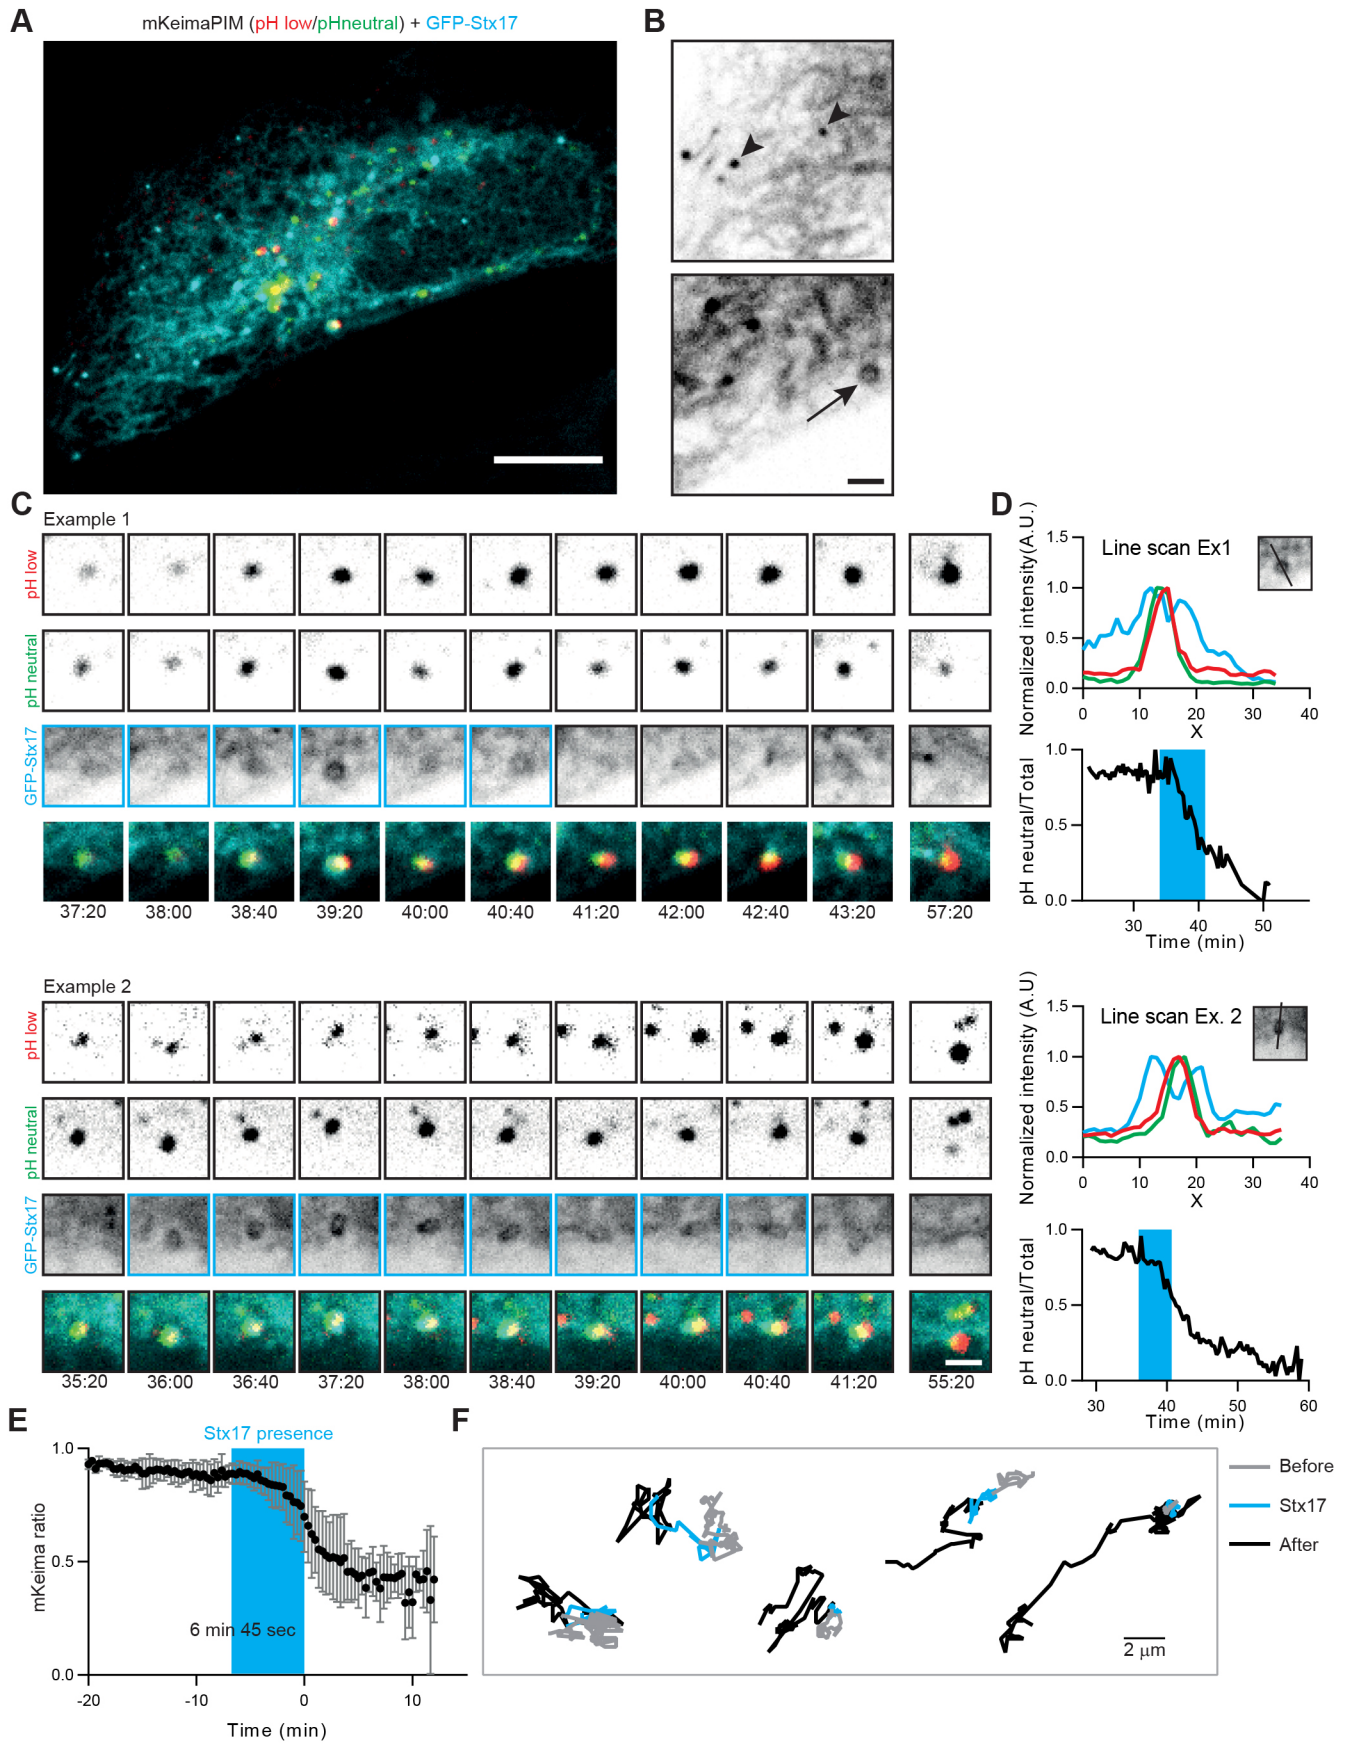 A
mKeimaPIM (pH low/pHneutral) + GFP-Stx17
B
C
Example 1
pH low
pH neutral
GFP-Stx17
37:20 38:00 38:40 39:20 40:00 40:40 41:20 42:00 42:40 43:20 57:20
D
Line scan Ex1
Normalized intensity(A.U.)
1.5
1.0
0.5
0.0
0 10 20 30 40
X
pH neutral/Total
1.0
0.5
0.0
30 40 50
Time (min)
Example 2
pH low
pH neutral
GFP-Stx17
35:20 36:00 36:40 37:20 38:00 38:40 39:20 40:00 40:40 41:20 55:20
Line scan Ex. 2
Normalized intensity (A.U)
1.5
1.0
0.5
0.0
0 10 20 30 40
X
pH neutral/Total
1.0
0.5
0.0
30 40 50 60
Time (min)
E
Stx17 presence
mKeima ratio
1.0
0.5
0.0
6 min 45 sec
-20 -10 0 10
Time (min)
F
Before
Stx17
After
2 μm